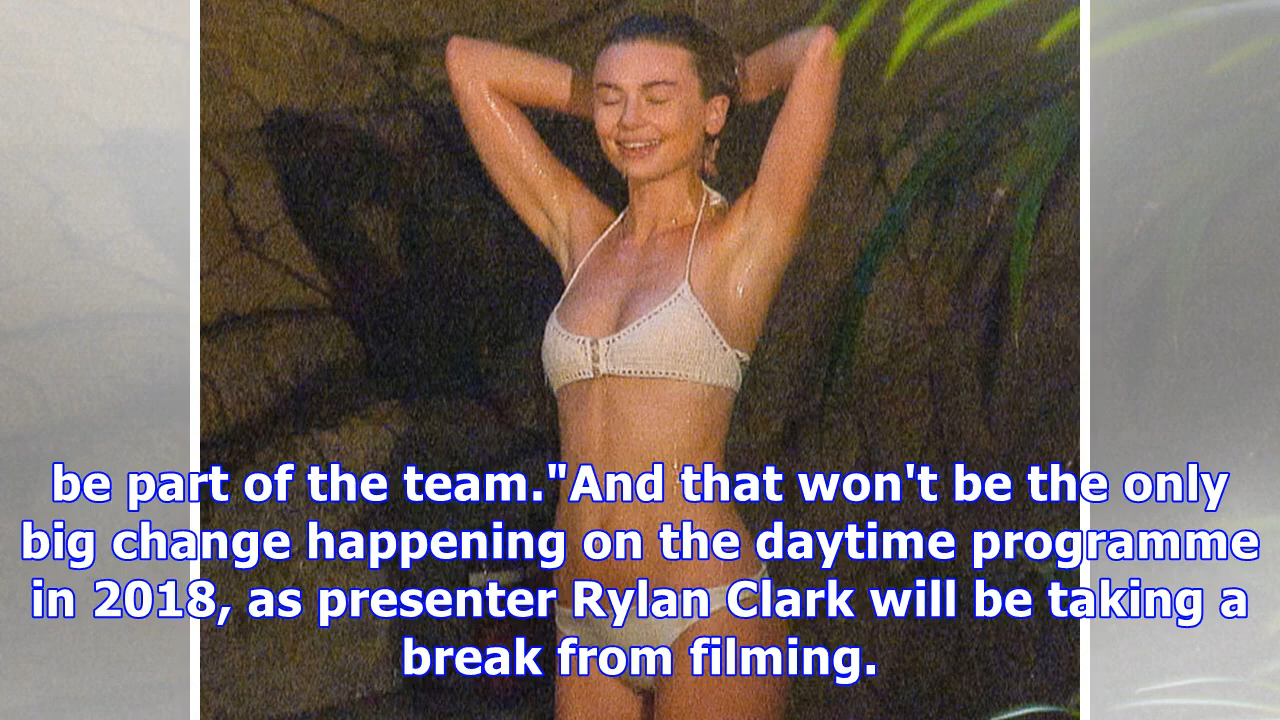 be part of the team."And that won't be the only
big change happening on the daytime programme
in 2018, as presenter Rylan Clark will be taking a
break from filming.